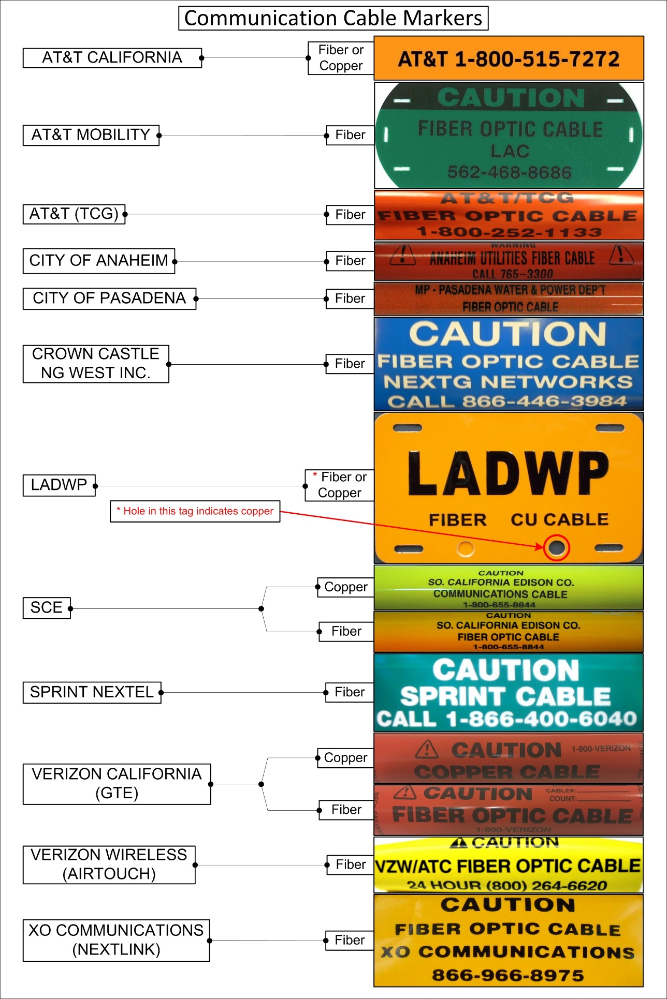 Communication Cable Markers
AT&T CALIFORNIA
Fiber or
Copper
AT&T 1-800-515-7272
AT&T MOBILITY
Fiber
CAUTION
FIBER OPTIC CABLE
LAC
562-468-8686
AT&T (TCG)
Fiber
AT&T/TCG
FIBER OPTIC CABLE
1-800-252-1133
CITY OF ANAHEIM
Fiber
WARNING
ANAHEIM UTILITIES FIBER CABLE
CALL 765-3300
CITY OF PASADENA
Fiber
MP - PASADENA WATER & POWER DEP'T
FIBER OPTIC CABLE
CROWN CASTLE
NG WEST INC.
Fiber
CAUTION
FIBER OPTIC CABLE
NEXTG NETWORKS
CALL 866-446-3984
LADWP
* Fiber or
Copper
* Hole in this tag indicates copper
LADWP
FIBER CU CABLE
SCE
Copper
CAUTION
SO. CALIFORNIA EDISON CO.
COMMUNICATIONS CABLE
1-800-655-8844
Fiber
CAUTION
SO. CALIFORNIA EDISON CO.
FIBER OPTIC CABLE
1-800-655-8844
SPRINT NEXTEL
Fiber
CAUTION
SPRINT CABLE
CALL 1-866-400-6040
VERIZON CALIFORNIA
(GTE)
Copper
CAUTION 1-800-VERIZON
COPPER CABLE
Fiber
CAUTION
CABLE#:
COUNT:
FIBER OPTIC CABLE
1-800-VERIZON
VERIZON WIRELESS
(AIRTOUCH)
Fiber
CAUTION
VZW/ATC FIBER OPTIC CABLE
24 HOUR (800) 264-6620
XO COMMUNICATIONS
(NEXTLINK)
Fiber
CAUTION
FIBER OPTIC CABLE
XO COMMUNICATIONS
866-966-8975